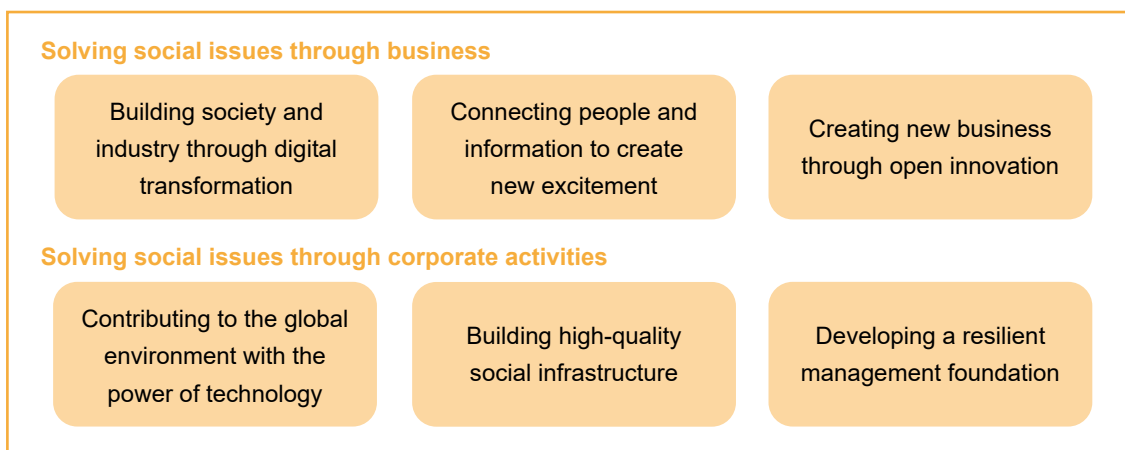 Solving social issues through business
Building society and
industry through digital
transformation
Connecting people and
information to create
new excitement
Creating new business
through open innovation
Solving social issues through corporate activities
Contributing to the global
environment with the
power of technology
Building high-quality
social infrastructure
Developing a resilient
management foundation